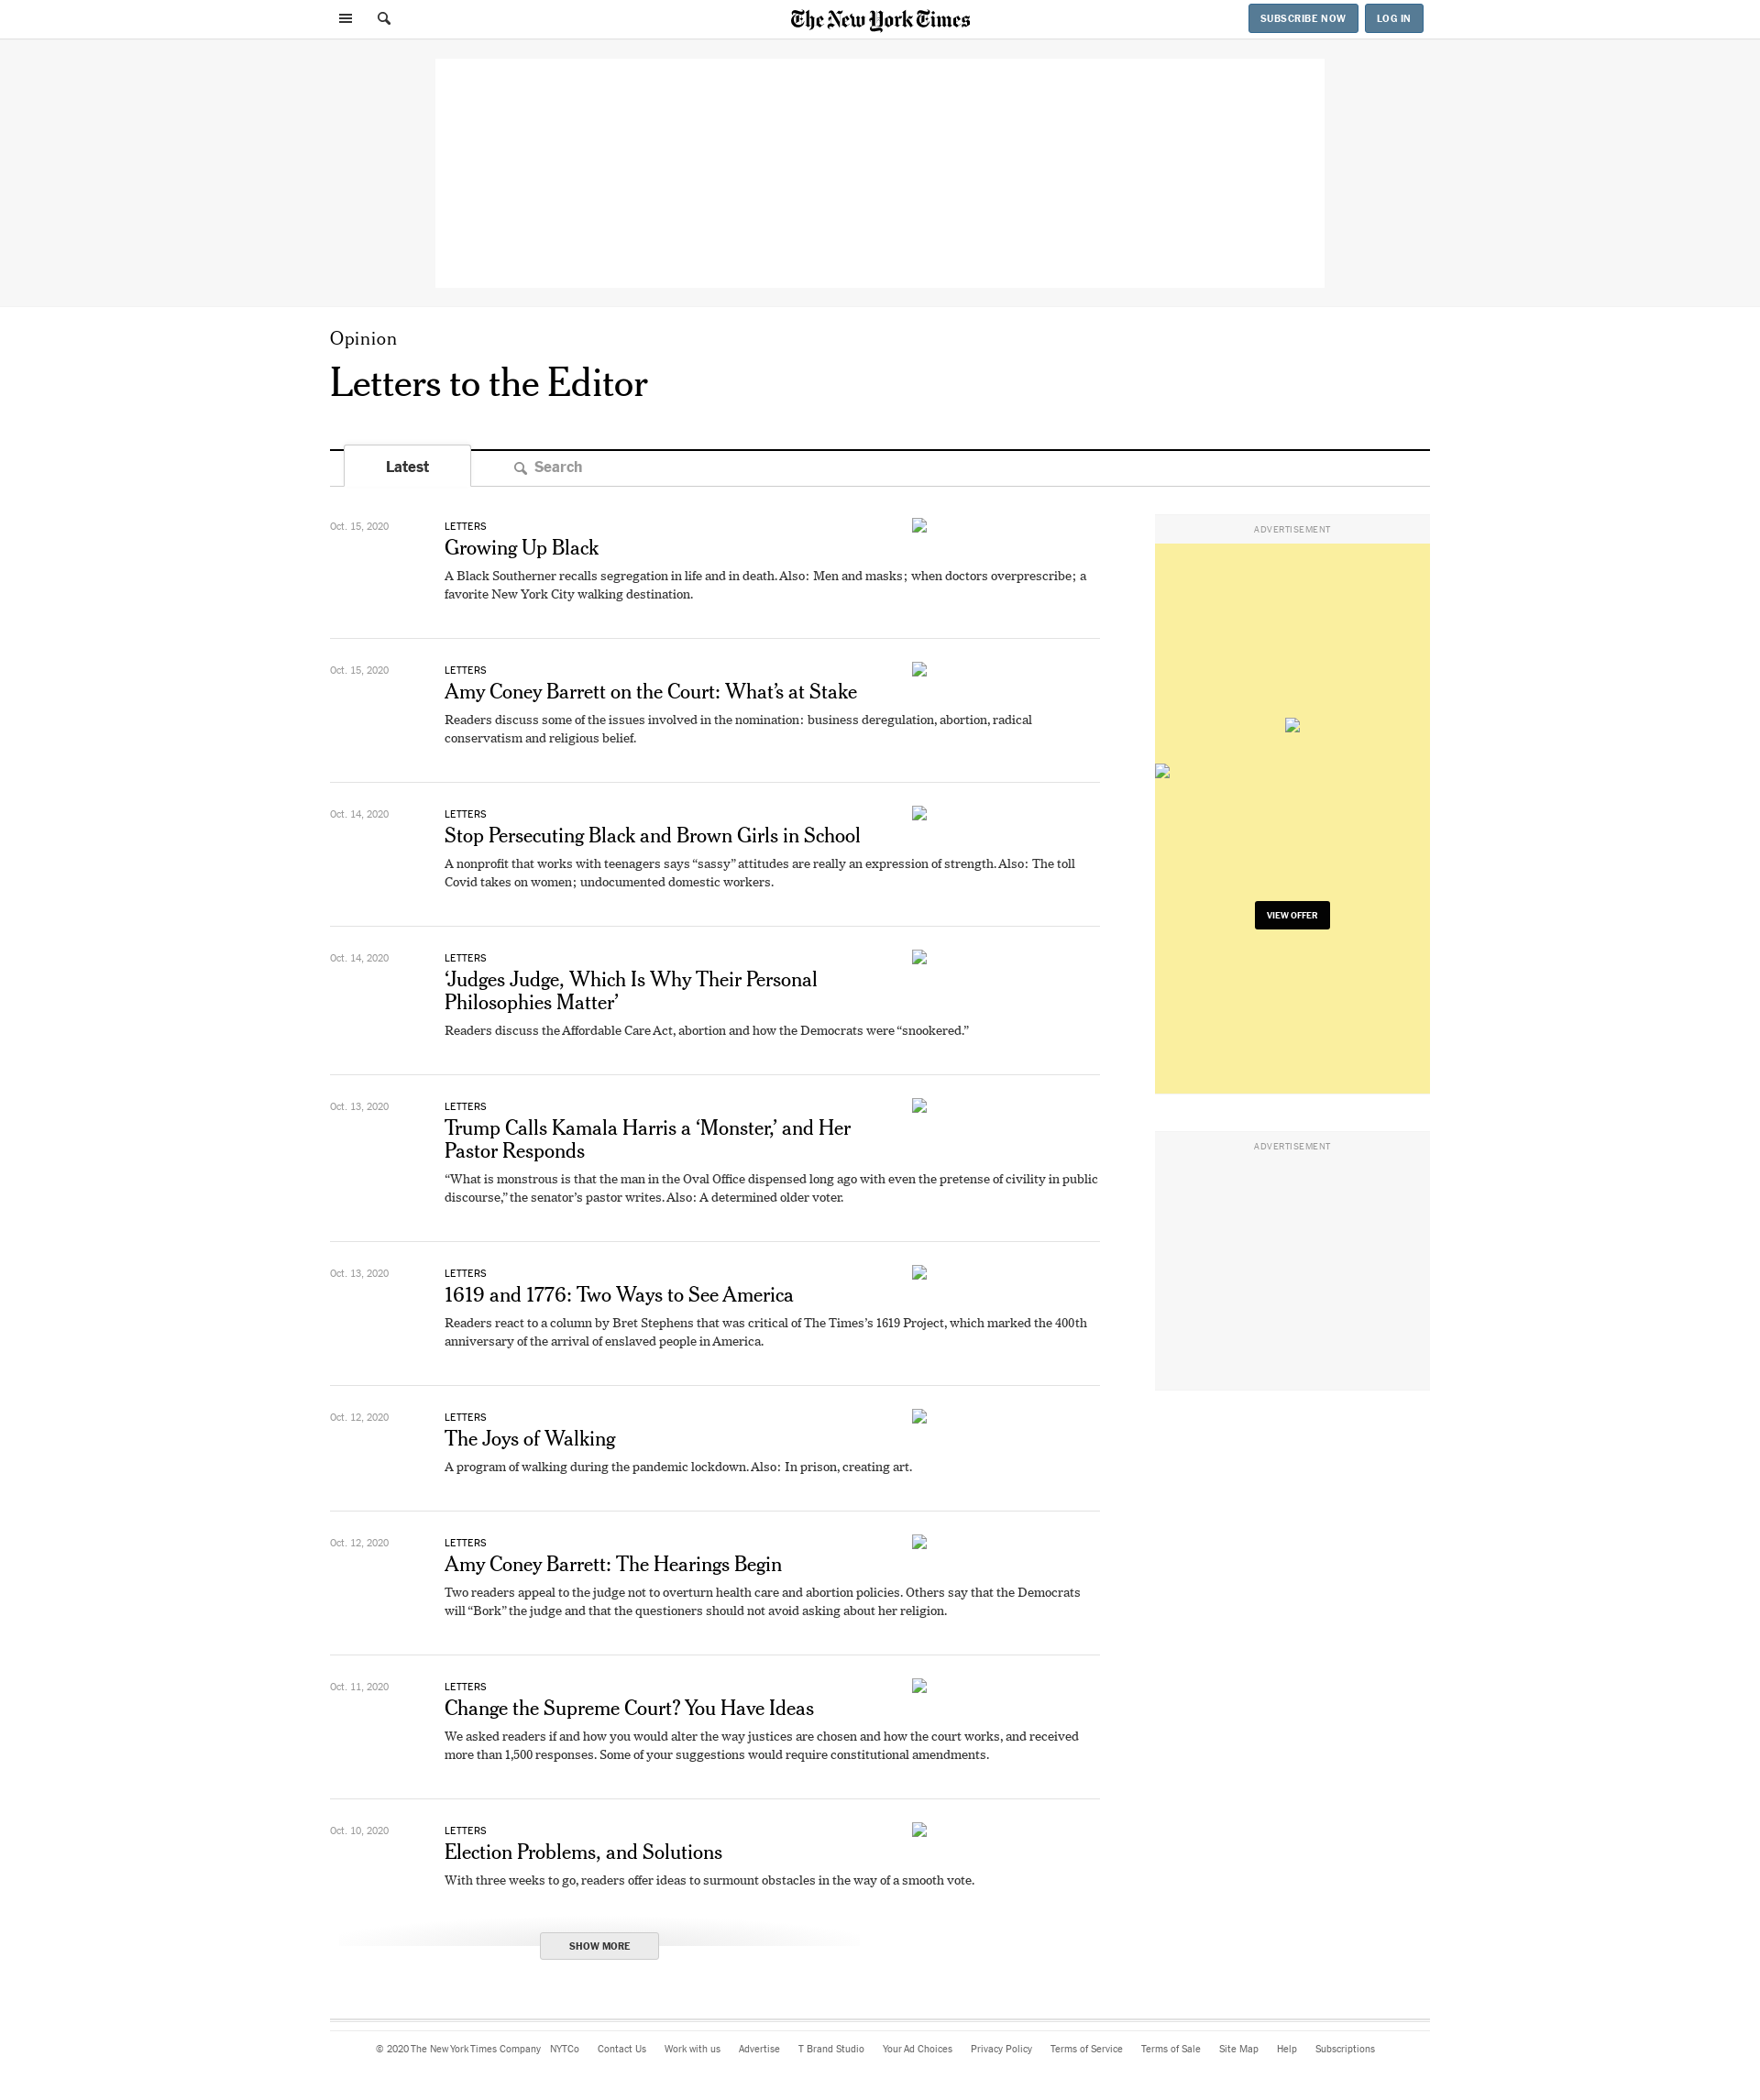 The New York Times
SUBSCRIBE NOW
LOG IN
Opinion
Letters to the Editor
Latest
Search
Oct. 15, 2020
LETTERS
Growing Up Black
A Black Southerner recalls segregation in life and in death. Also: Men and masks; when doctors overprescribe; a
favorite New York City walking destination.
Oct. 15, 2020
LETTERS
Amy Coney Barrett on the Court: What’s at Stake
Readers discuss some of the issues involved in the nomination: business deregulation, abortion, radical
conservatism and religious belief.
Oct. 14, 2020
LETTERS
Stop Persecuting Black and Brown Girls in School
A nonprofit that works with teenagers says “sassy” attitudes are really an expression of strength. Also: The toll
Covid takes on women; undocumented domestic workers.
Oct. 14, 2020
LETTERS
‘Judges Judge, Which Is Why Their Personal
Philosophies Matter’
Readers discuss the Affordable Care Act, abortion and how the Democrats were “snookered.”
Oct. 13, 2020
LETTERS
Trump Calls Kamala Harris a ‘Monster,’ and Her
Pastor Responds
“What is monstrous is that the man in the Oval Office dispensed long ago with even the pretense of civility in public
discourse,” the senator’s pastor writes. Also: A determined older voter.
Oct. 13, 2020
LETTERS
1619 and 1776: Two Ways to See America
Readers react to a column by Bret Stephens that was critical of The Times’s 1619 Project, which marked the 400th
anniversary of the arrival of enslaved people in America.
Oct. 12, 2020
LETTERS
The Joys of Walking
A program of walking during the pandemic lockdown. Also: In prison, creating art.
Oct. 12, 2020
LETTERS
Amy Coney Barrett: The Hearings Begin
Two readers appeal to the judge not to overturn health care and abortion policies. Others say that the Democrats
will “Bork” the judge and that the questioners should not avoid asking about her religion.
Oct. 11, 2020
LETTERS
Change the Supreme Court? You Have Ideas
We asked readers if and how you would alter the way justices are chosen and how the court works, and received
more than 1,500 responses. Some of your suggestions would require constitutional amendments.
Oct. 10, 2020
LETTERS
Election Problems, and Solutions
With three weeks to go, readers offer ideas to surmount obstacles in the way of a smooth vote.
SHOW MORE
ADVERTISEMENT
VIEW OFFER
ADVERTISEMENT
© 2020 The New York Times Company NYTCo Contact Us Work with us Advertise T Brand Studio Your Ad Choices Privacy Policy Terms of Service Terms of Sale Site Map Help Subscriptions